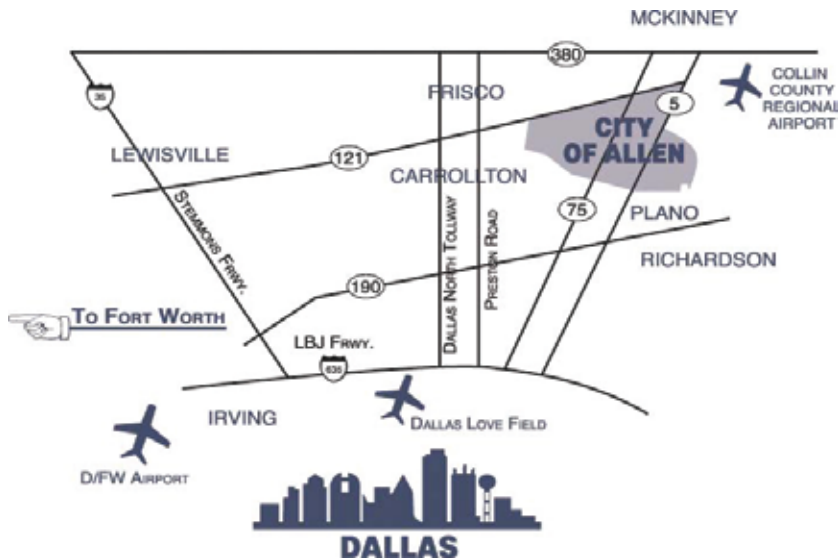 MCKINNEY
380
COLLIN
COUNTY
REGIONAL
AIRPORT
35
FRISCO
5
CITY
OF ALLEN
LEWISVILLE
121
CARROLLTON
STEMMONS FRWY.
DALLAS NORTH TOLLWAY
PRESTON ROAD
75
PLANO
RICHARDSON
190
TO FORT WORTH
LBJ FRWY.
635
IRVING
DALLAS LOVE FIELD
D/FW AIRPORT
DALLAS